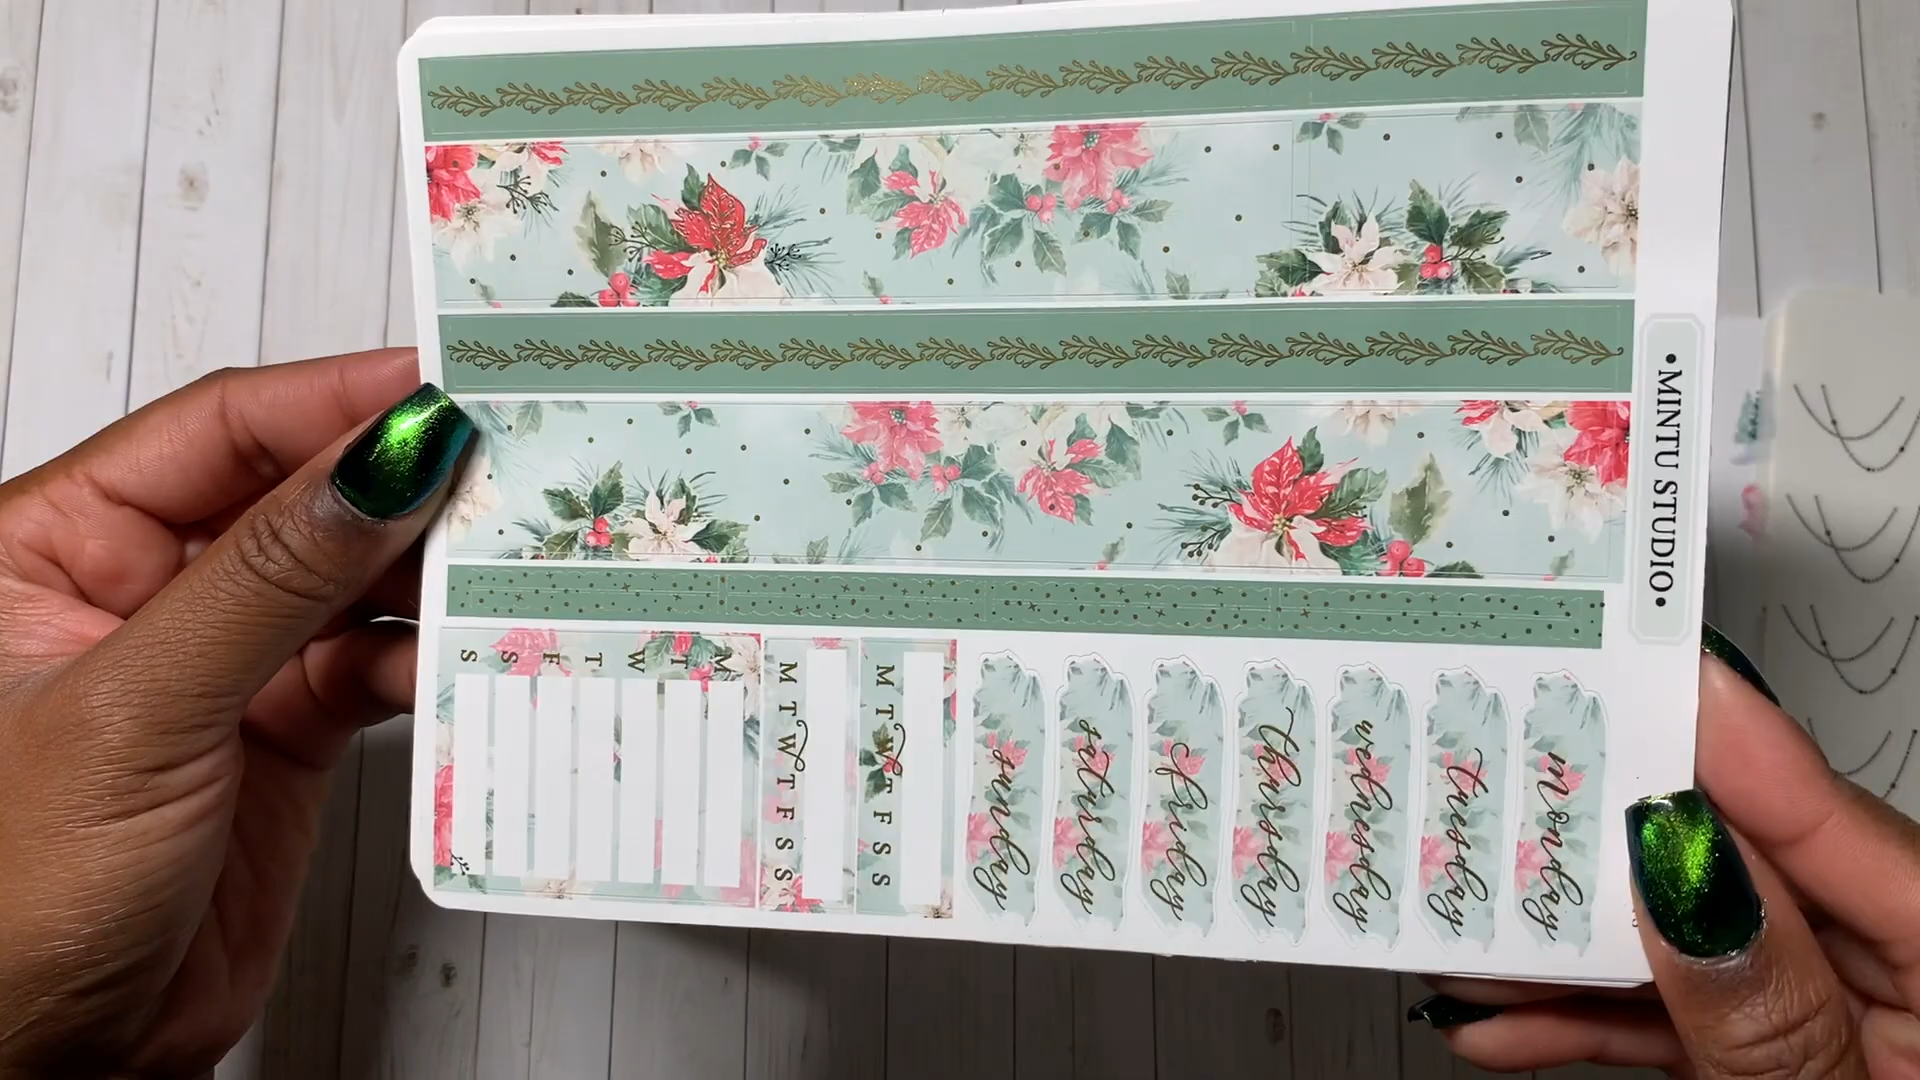 • MINTU STUDIO •
M T W T F S S
M T W T F S S
M T W T F S S
monday
tuesday
wednesday
thursday
friday
saturday
sunday